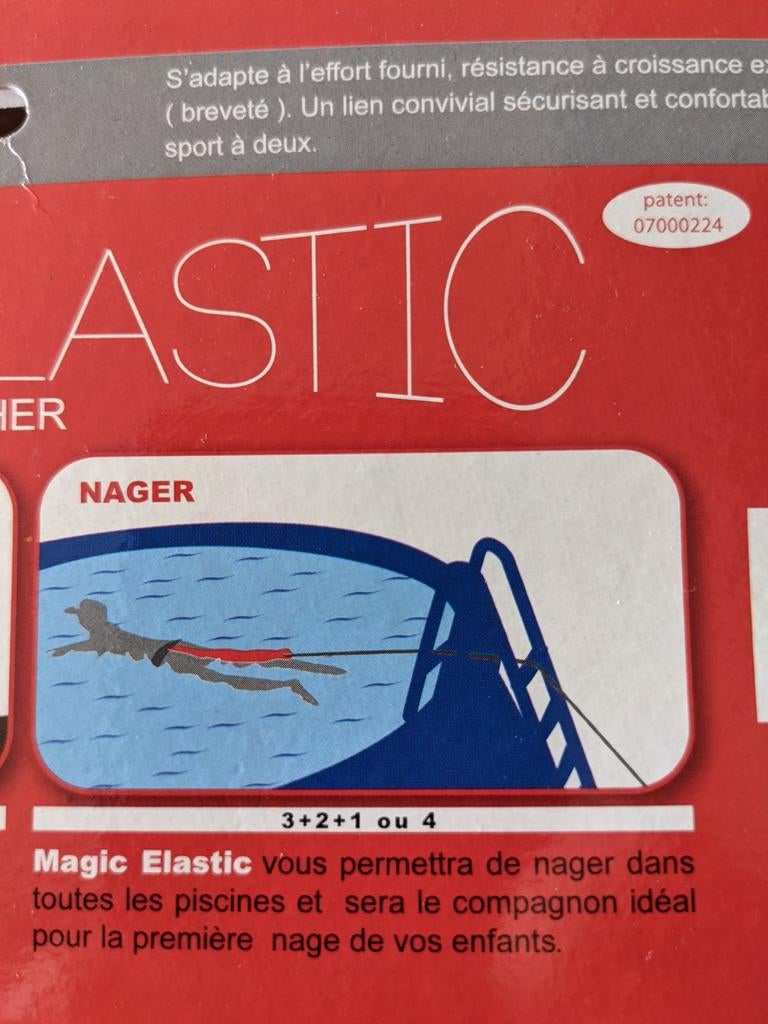 S'adapte à l'effort fourni, résistance à croissance
( breveté ). Un lien convivial sécurisant et
sport à deux.
patent:
07000224
LASTIC
HER
NAGER
3+2+1 ou 4
Magic Elastic vous permettra de nager dans
toutes les piscines et sera le compagnon idéal
pour la première nage de vos enfants.